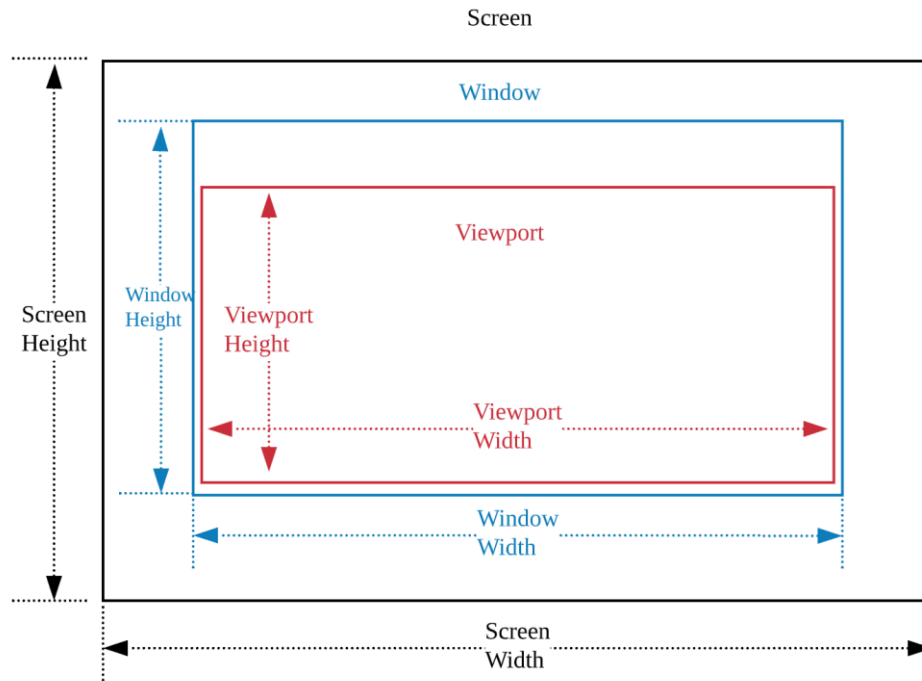 Screen
Window
Viewport
Window
Height
Viewport
Height
Screen
Height
Viewport
Width
Window
Width
Screen
Width